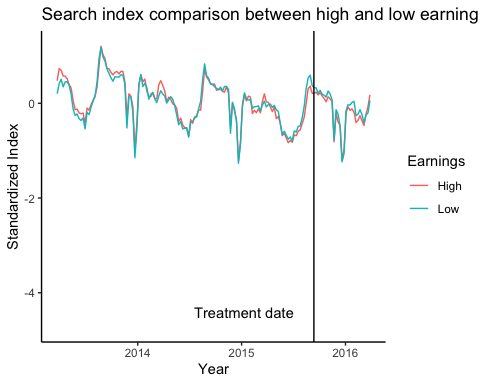 Search index comparison between high and low earning
Standardized Index
0
-2
-4
Treatment date
2014
2015
2016
Year
Earnings
High
Low